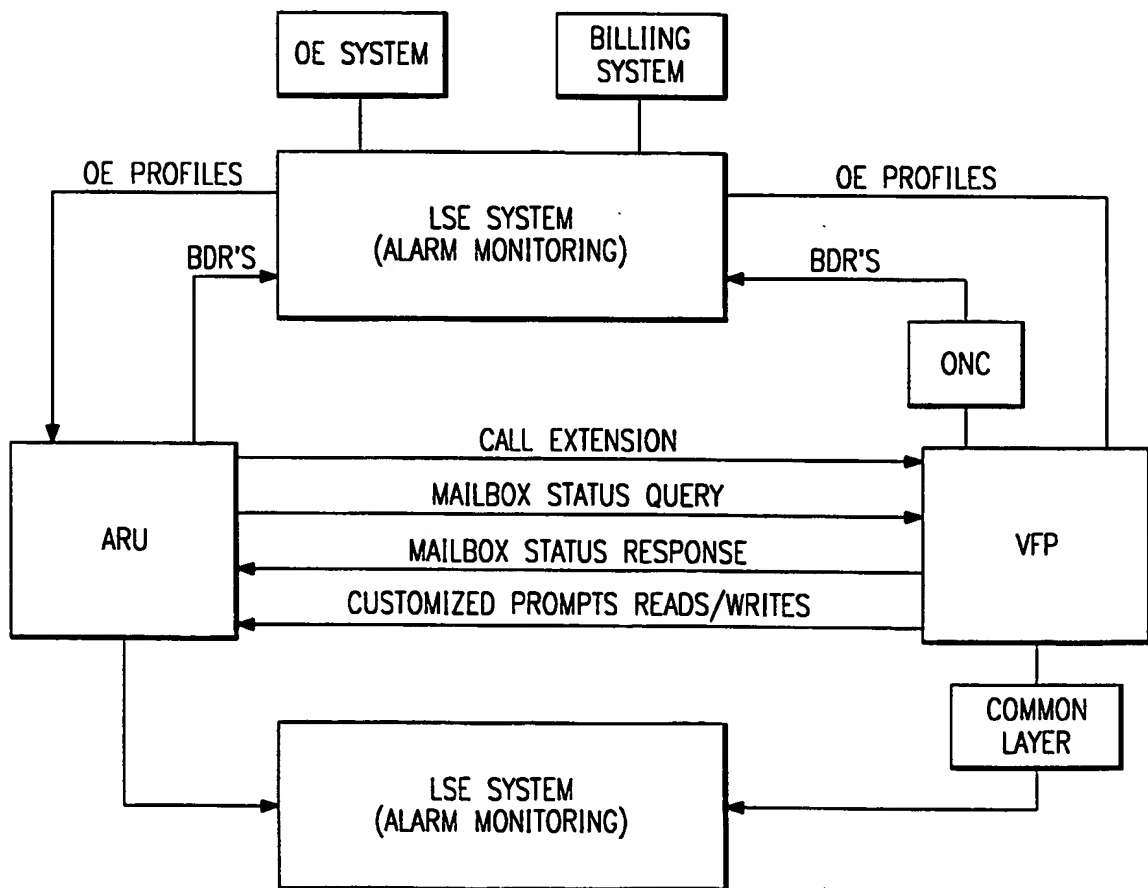 OE SYSTEM
BILLIING
SYSTEM
OE PROFILES
OE PROFILES
LSE SYSTEM
(ALARM MONITORING)
BDR'S
BDR'S
ONC
CALL EXTENSION
MAILBOX STATUS QUERY
ARU
VFP
MAILBOX STATUS RESPONSE
CUSTOMIZED PROMPTS READS/WRITES
COMMON
LAYER
LSE SYSTEM
(ALARM MONITORING)